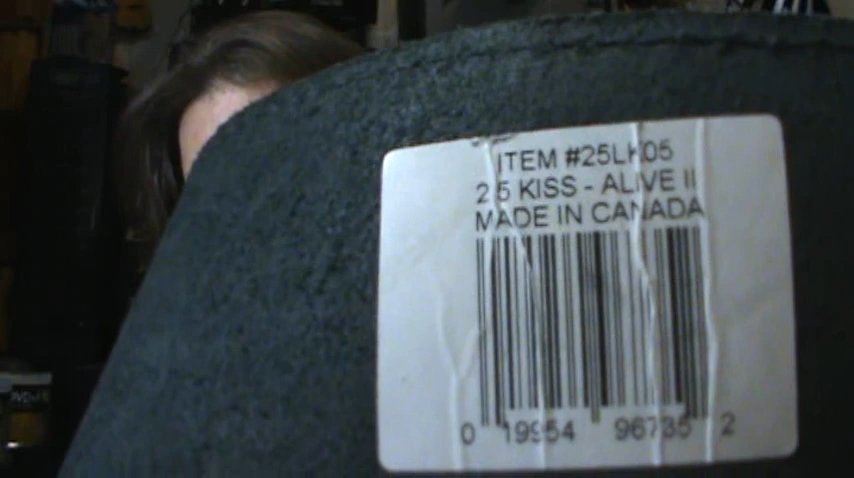 ITEM #25LK05
2.5 KISS - ALIVE II
MADE IN CANADA
0 19954 96735 2